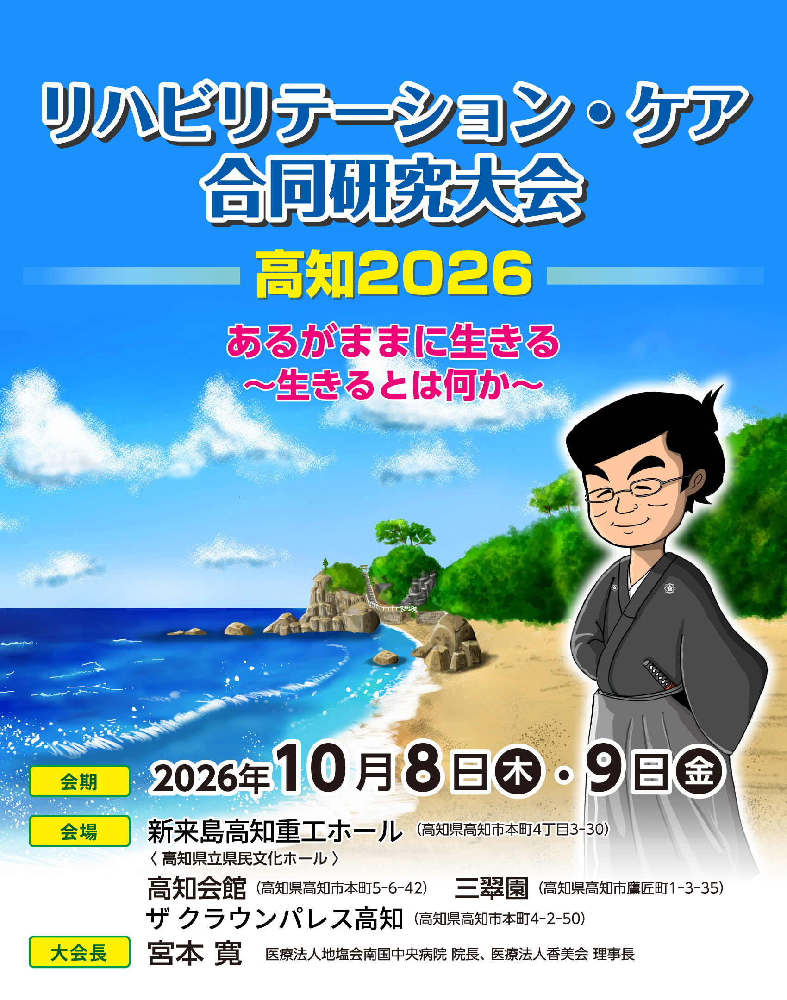 リハビリテーション・ケア
合同研究大会
高知2026
あるがままに生きる
～生きるとは何か～
会期 2026年10月8日木・9日金
会場 新来島高知重工ホール（高知県高知市本町4丁目3-30）
〈高知県立県民文化ホール〉
高知会館（高知県高知市本町5-6-42） 三翠園（高知県高知市鷹匠町1-3-35）
ザ クラウンパレス高知（高知県高知市本町4-2-50）
大会長 宮本 寛 医療法人地塩会南国中央病院 院長、医療法人香美会 理事長